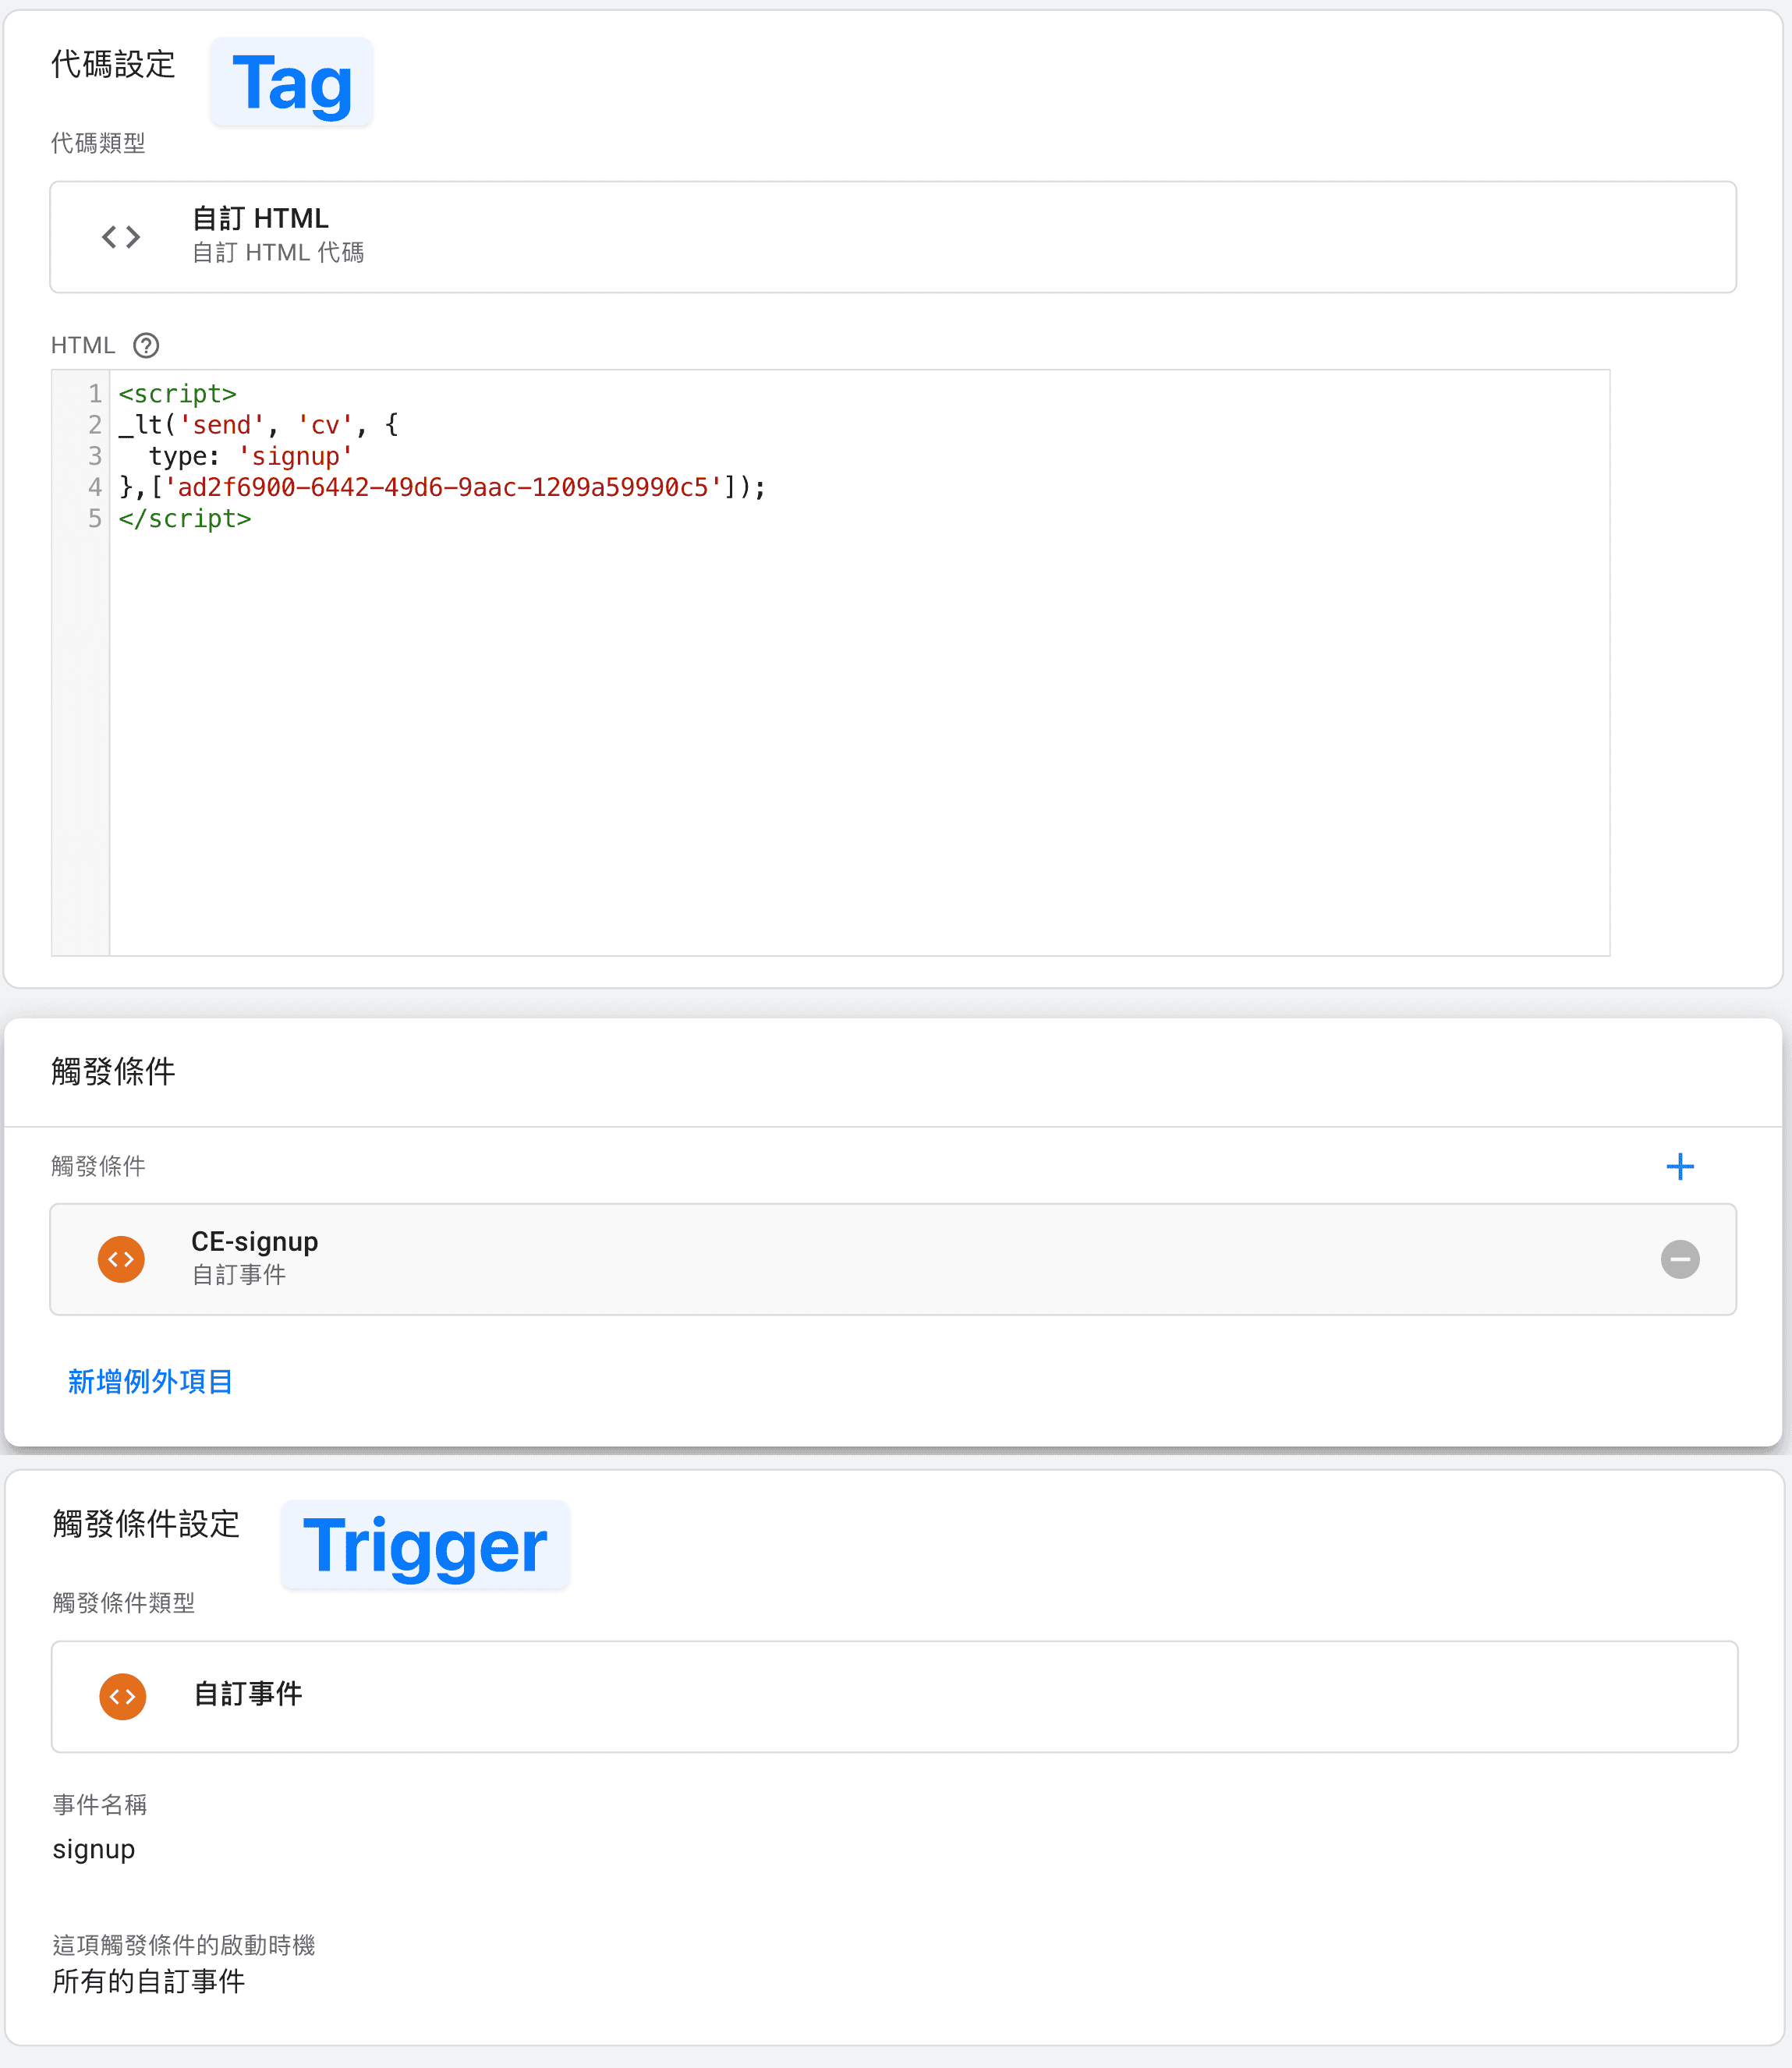 代碼設定
Tag
代碼類型
自訂 HTML
自訂 HTML 代碼
HTML
1 <script>
2 _lt('send', 'cv', {
3   type: 'signup'
4 },['ad2f6900-6442-49d6-9aac-1209a59990c5']);
5 </script>
觸發條件
觸發條件
CE-signup
自訂事件
新增例外項目
觸發條件設定
Trigger
觸發條件類型
自訂事件
事件名稱
signup
這項觸發條件的啟動時機
所有的自訂事件